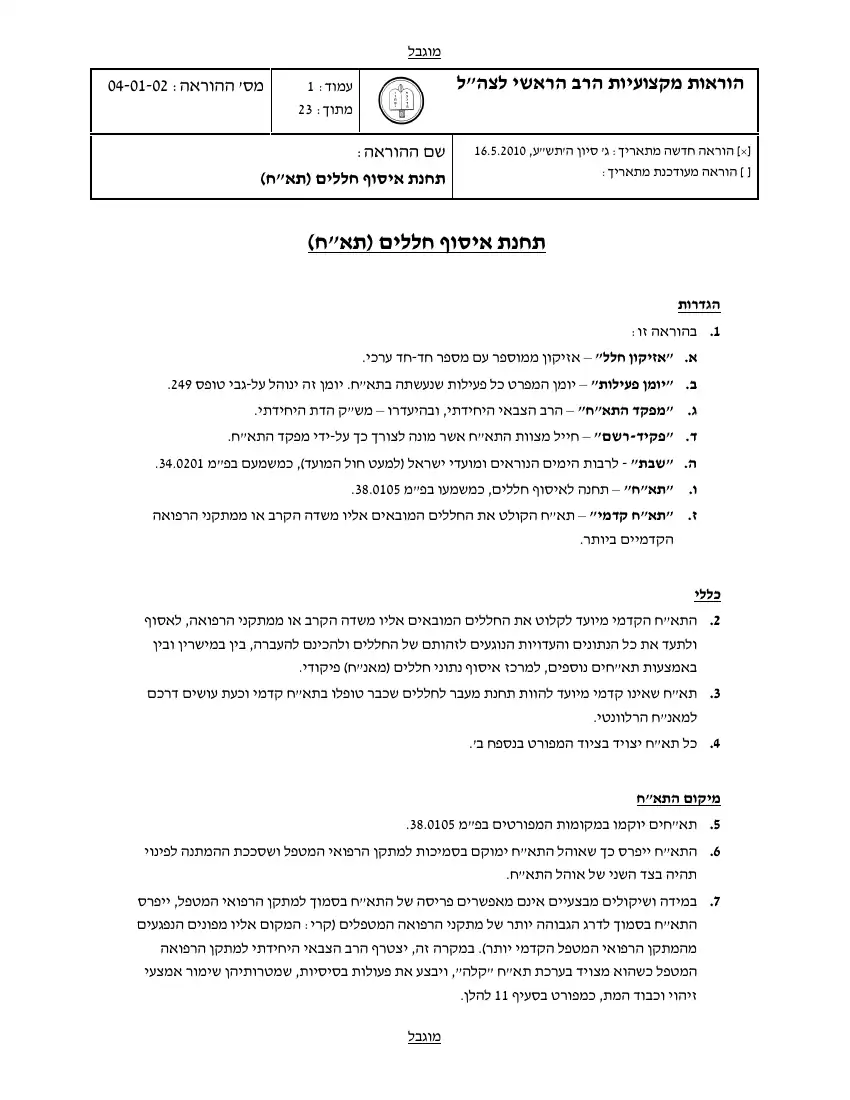 מוגבל
הוראות מקצועיות הרב הראשי לצה"ל
עמוד: 1
מתוך: 23
מס' ההוראה: 04-01-02
[×] הוראה חדשה מתאריך: ג' סיון ה'תש"ע, 16.5.2010
[ ] הוראה מעודכנת מתאריך:
שם ההוראה:
תחנת איסוף חללים (תא"ח)
תחנת איסוף חללים (תא"ח)
הגדרות
1. בהוראה זו:
א. "אזיקון חלל" – אזיקון ממוספר עם מספר חד-חד ערכי.
ב. "יומן פעילות" – יומן המפרט כל פעילות שנעשתה בתא"ח. יומן זה ינוהל על-גבי טופס 249.
ג. "מפקד התא"ח" – הרב הצבאי היחידתי, ובהיעדרו – מש"ק הדת היחידתי.
ד. "פקיד-רשם" – חייל מצוות התא"ח אשר מונה לצורך כך על-ידי מפקד התא"ח.
ה. "שבת" - לרבות הימים הנוראים ומועדי ישראל (למעט חול המועד), כמשמעם בפ"מ 34.0201.
ו. "תא"ח" – תחנה לאיסוף חללים, כמשמעו בפ"מ 38.0105.
ז. "תא"ח קדמי" – תא"ח הקולט את החללים המובאים אליו משדה הקרב או ממתקני הרפואה
הקדמיים ביותר.
כללי
2. התא"ח הקדמי מיועד לקלוט את החללים המובאים אליו משדה הקרב או ממתקני הרפואה, לאסוף
ולתעד את כל הנתונים והעדויות הנוגעים לזהותם של החללים ולהכינם להעברה, בין במישרין ובין
באמצעות תא"חים נוספים, למרכז איסוף נתוני חללים (מאנ"ח) פיקודי.
3. תא"ח שאינו קדמי מיועד להוות תחנת מעבר לחללים שכבר טופלו בתא"ח קדמי וכעת עושים דרכם
למאנ"ח הרלוונטי.
4. כל תא"ח יצויד בציוד המפורט בנספח ב'.
מיקום התא"ח
5. תא"חים יוקמו במקומות המפורטים בפ"מ 38.0105.
6. התא"ח ייפרס כך שאוהל התא"ח ימוקם בסמיכות למתקן הרפואי המטפל ושסככת ההמתנה לפינוי
תהיה בצד השני של אוהל התא"ח.
7. במידה ושיקולים מבצעיים אינם מאפשרים פריסה של התא"ח בסמוך למתקן הרפואי המטפל, ייפרס
התא"ח בסמוך לדרג הגבוהה יותר של מתקני הרפואה המטפלים (קרי: המקום אליו מפונים הנפגעים
מהמתקן הרפואי המטפל הקדמי יותר). במקרה זה, יצטרף הרב הצבאי היחידתי למתקן הרפואה
המטפל כשהוא מצויד בערכת תא"ח "קלה", ויבצע את פעולות בסיסיות, שמטרותיהן שימור אמצעי
זיהוי וכבוד המת, כמפורט בסעיף 11 להלן.
מוגבל